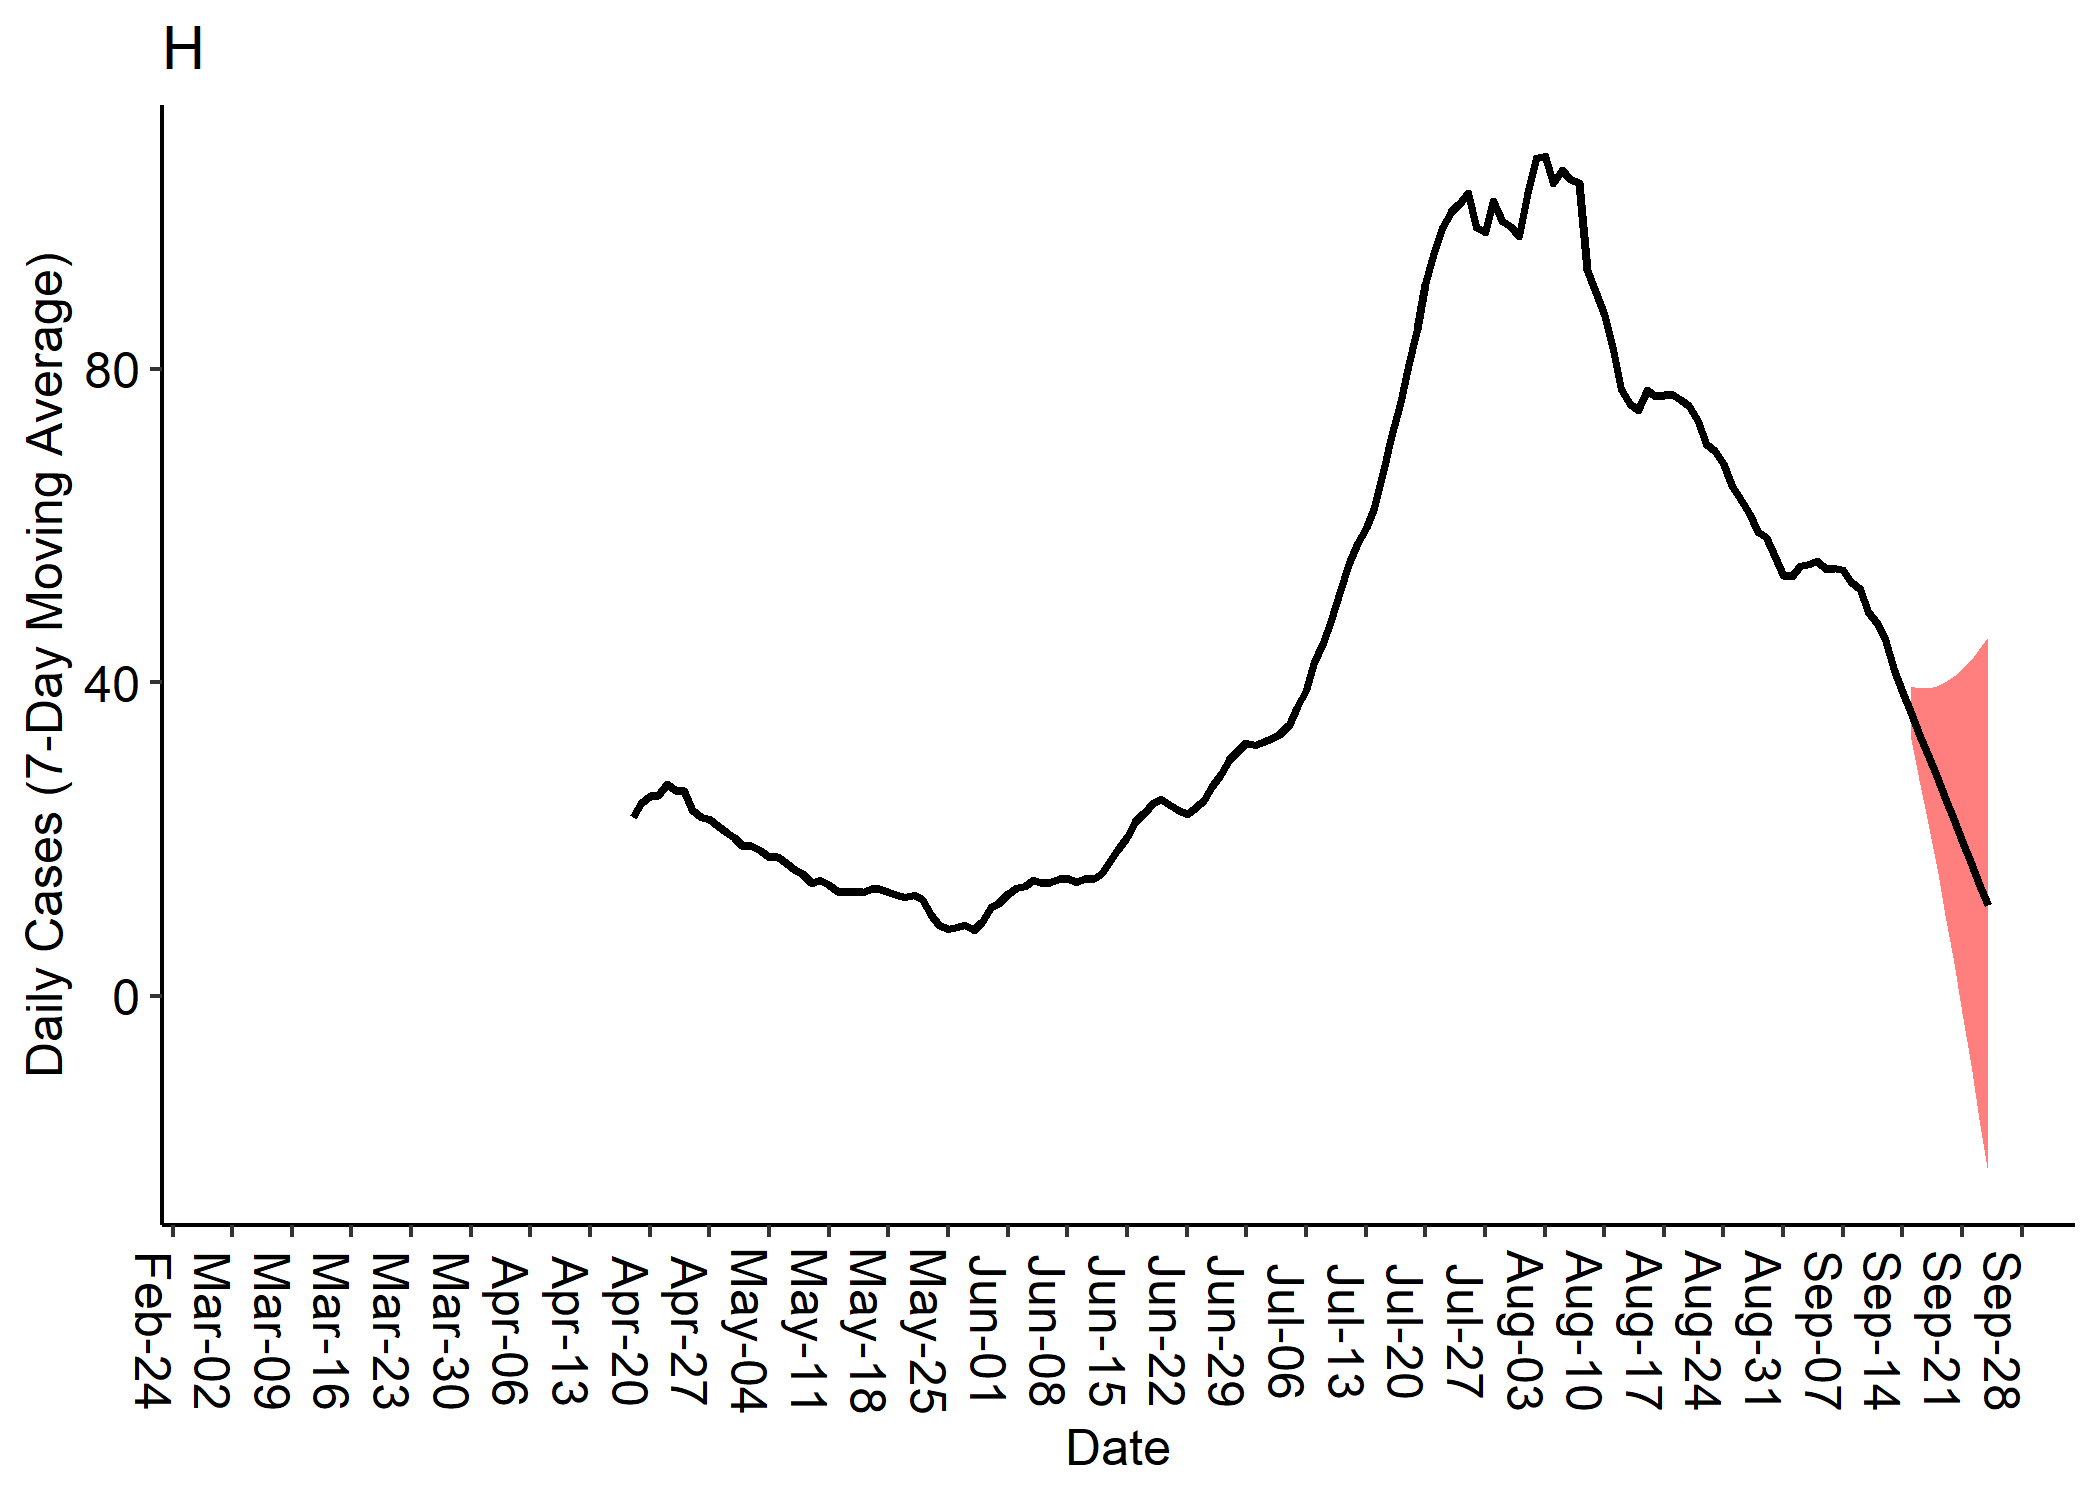 H
Daily Cases (7-Day Moving Average)
80
40
0
Feb-24
Mar-02
Mar-09
Mar-16
Mar-23
Mar-30
Apr-06
Apr-13
Apr-20
Apr-27
May-04
May-11
May-18
May-25
Jun-01
Jun-08
Jun-15
Jun-22
Jun-29
Jul-06
Jul-13
Jul-20
Jul-27
Aug-03
Aug-10
Aug-17
Aug-24
Aug-31
Sep-07
Sep-14
Sep-21
Sep-28
Date